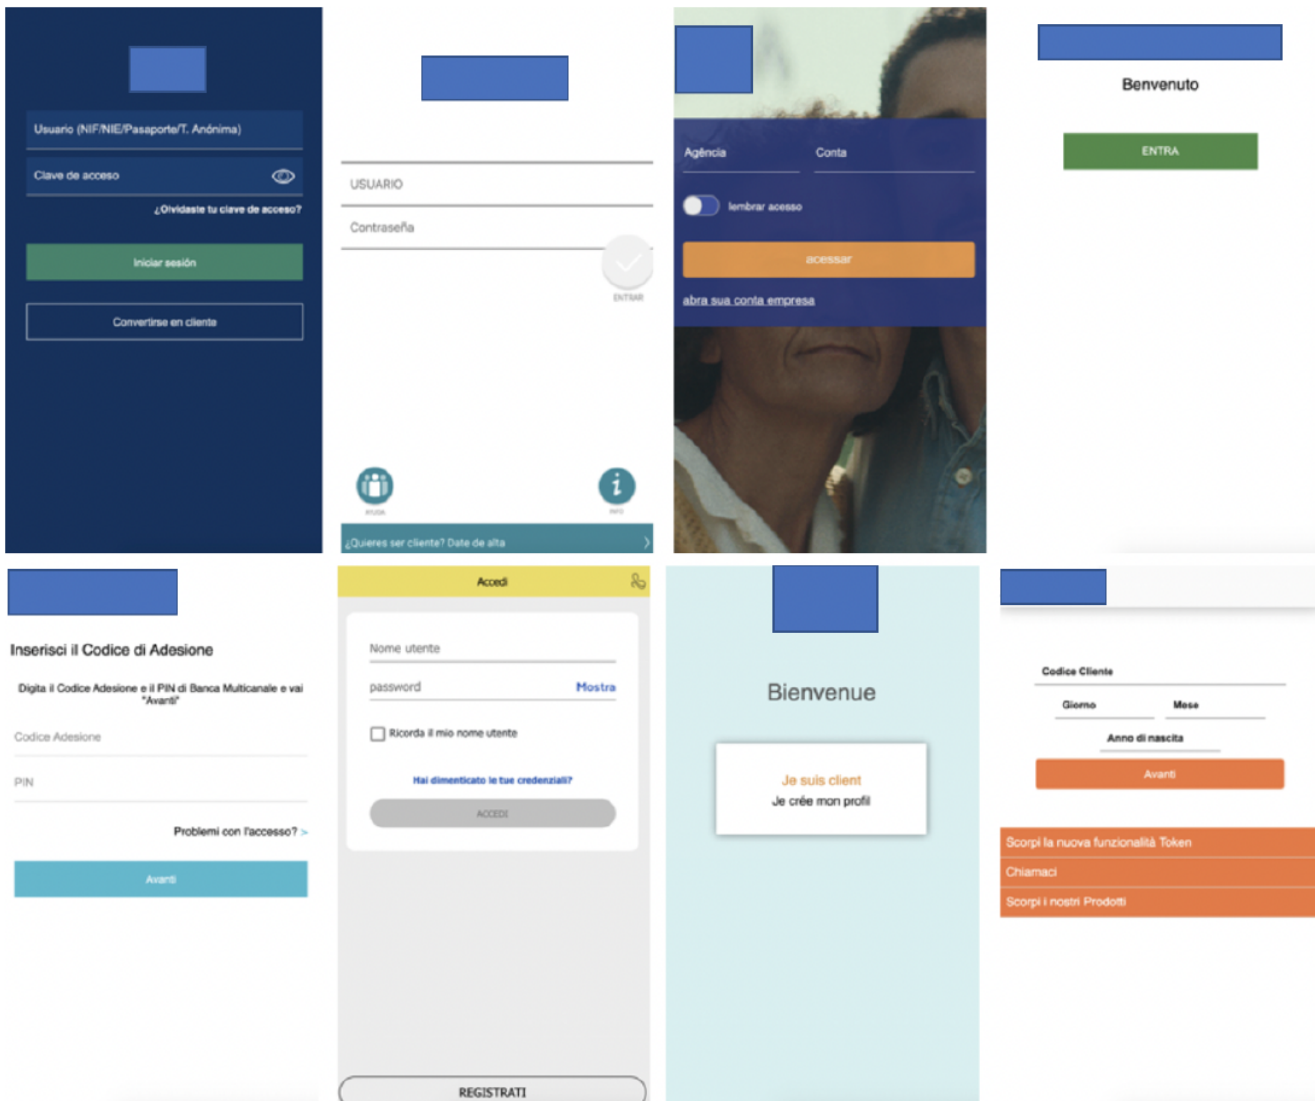 Usuario (NIF/NIE/Pasaporte/T. Anónima)
Clave de acceso
¿Olvidaste tu clave de acceso?
Iniciar sesión
Convertirse en cliente
USUARIO
Contraseña
ENTRAR
AYUDA
INFO
¿Quieres ser cliente? Date de alta
Agência
Conta
lembrar acesso
acessar
abra sua conta empresa
Benvenuto
ENTRA
Inserisci il Codice di Adesione
Digita il Codice Adesione e il PIN di Banca Multicanale e vai
"Avanti"
Codice Adesione
PIN
Problemi con l'accesso? >
Avanti
Accedi
Nome utente
password
Mostra
Ricorda il mio nome utente
Hai dimenticato le tue credenziali?
ACCEDI
REGISTRATI
Bienvenue
Je suis client
Je crée mon profil
Codice Cliente
Giorno
Mese
Anno di nascita
Avanti
Scorpi la nuova funzionalità Token
Chiamaci
Scorpi i nostri Prodotti